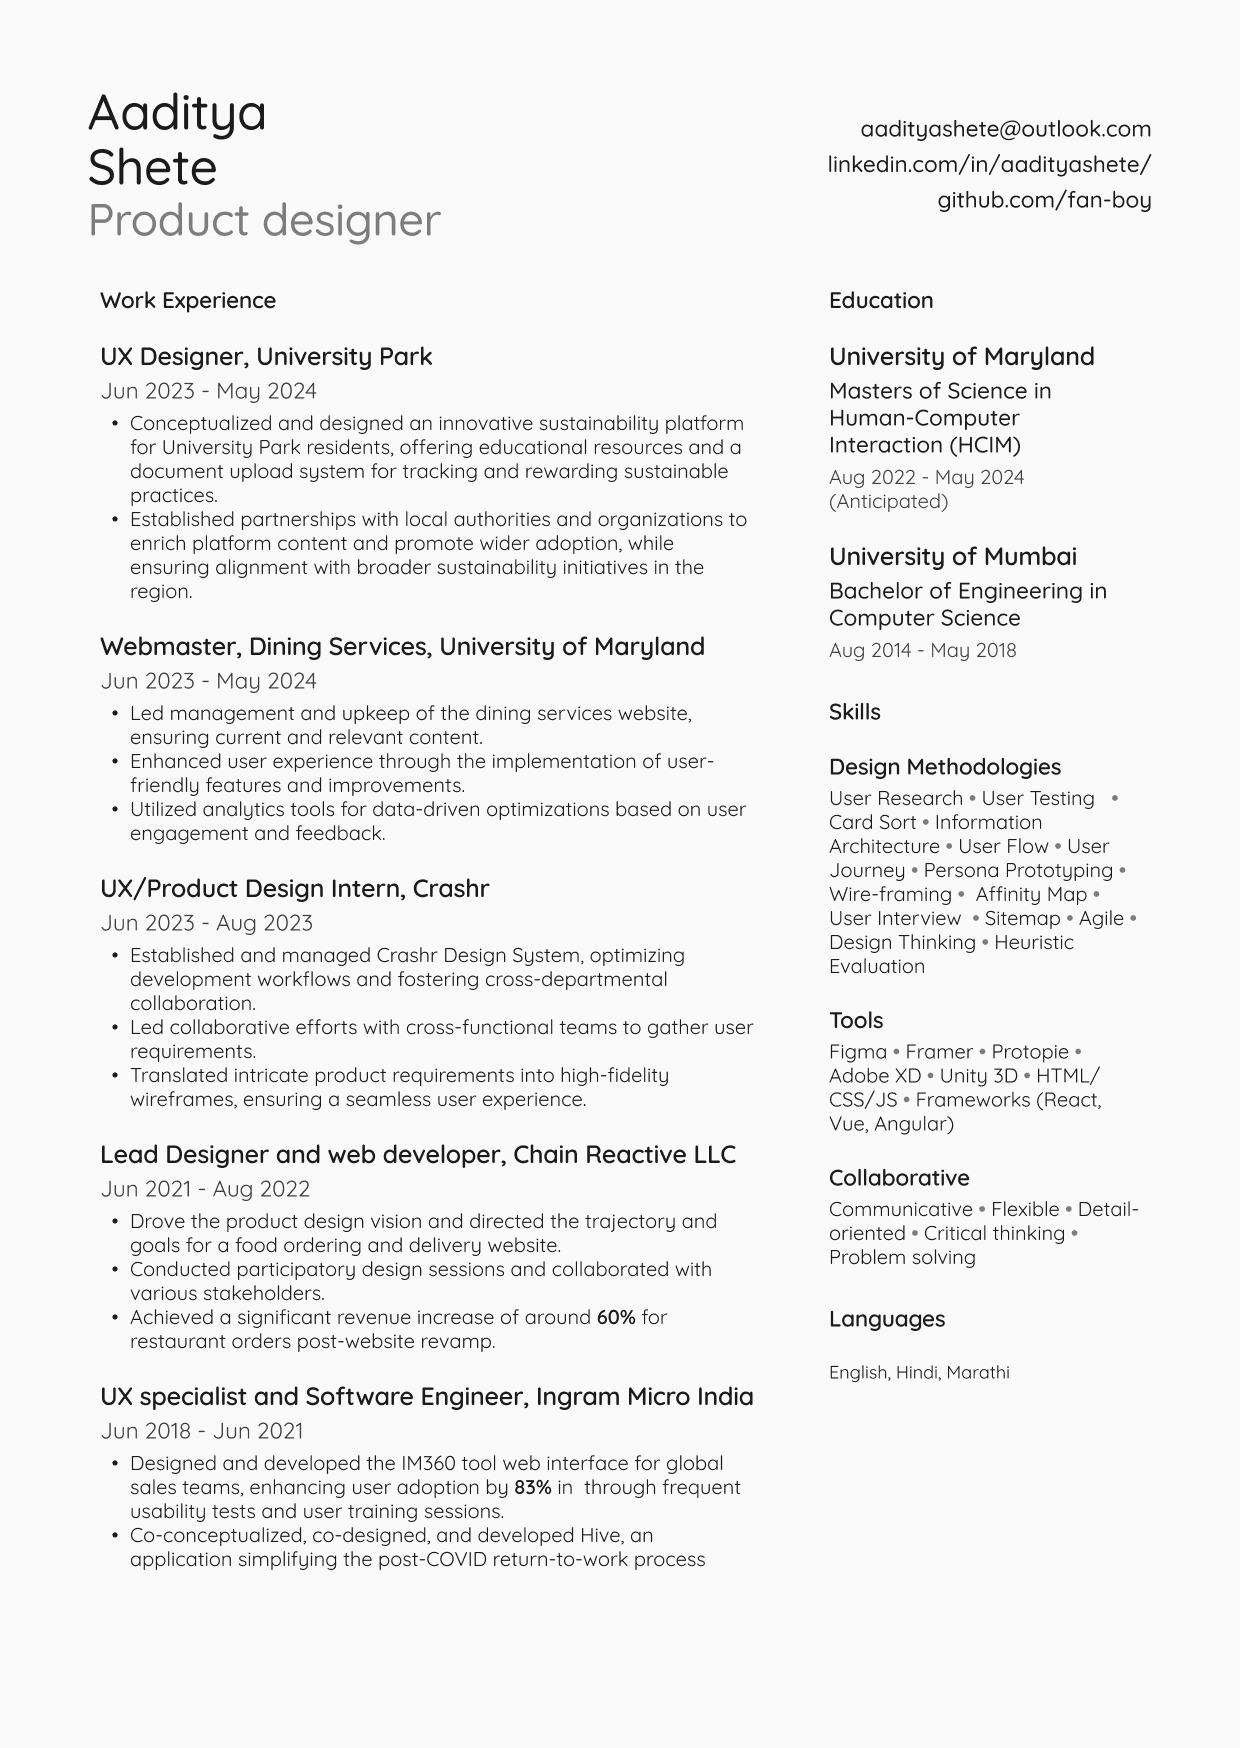 Aaditya
Shete
Product designer
aadityashete@outlook.com
linkedin.com/in/aadityashete/
github.com/fan-boy
Work Experience
UX Designer, University Park
Jun 2023 - May 2024
• Conceptualized and designed an innovative sustainability platform
for University Park residents, offering educational resources and a
document upload system for tracking and rewarding sustainable
practices.
• Established partnerships with local authorities and organizations to
enrich platform content and promote wider adoption, while
ensuring alignment with broader sustainability initiatives in the
region.
Webmaster, Dining Services, University of Maryland
Jun 2023 - May 2024
• Led management and upkeep of the dining services website,
ensuring current and relevant content.
• Enhanced user experience through the implementation of user-
friendly features and improvements.
• Utilized analytics tools for data-driven optimizations based on user
engagement and feedback.
UX/Product Design Intern, Crashr
Jun 2023 - Aug 2023
• Established and managed Crashr Design System, optimizing
development workflows and fostering cross-departmental
collaboration.
• Led collaborative efforts with cross-functional teams to gather user
requirements.
• Translated intricate product requirements into high-fidelity
wireframes, ensuring a seamless user experience.
Lead Designer and web developer, Chain Reactive LLC
Jun 2021 - Aug 2022
• Drove the product design vision and directed the trajectory and
goals for a food ordering and delivery website.
• Conducted participatory design sessions and collaborated with
various stakeholders.
• Achieved a significant revenue increase of around 60% for
restaurant orders post-website revamp.
UX specialist and Software Engineer, Ingram Micro India
Jun 2018 - Jun 2021
• Designed and developed the IM360 tool web interface for global
sales teams, enhancing user adoption by 83% in  through frequent
usability tests and user training sessions.
• Co-conceptualized, co-designed, and developed Hive, an
application simplifying the post-COVID return-to-work process
Education
University of Maryland
Masters of Science in
Human-Computer
Interaction (HCIM)
Aug 2022 - May 2024
(Anticipated)
University of Mumbai
Bachelor of Engineering in
Computer Science
Aug 2014 - May 2018
Skills
Design Methodologies
User Research • User Testing  •
Card Sort • Information
Architecture • User Flow • User
Journey • Persona Prototyping •
Wire-framing •  Affinity Map •
User Interview  • Sitemap • Agile •
Design Thinking • Heuristic
Evaluation
Tools
Figma • Framer • Protopie •
Adobe XD • Unity 3D • HTML/
CSS/JS • Frameworks (React,
Vue, Angular)
Collaborative
Communicative • Flexible • Detail-
oriented • Critical thinking •
Problem solving
Languages
English, Hindi, Marathi